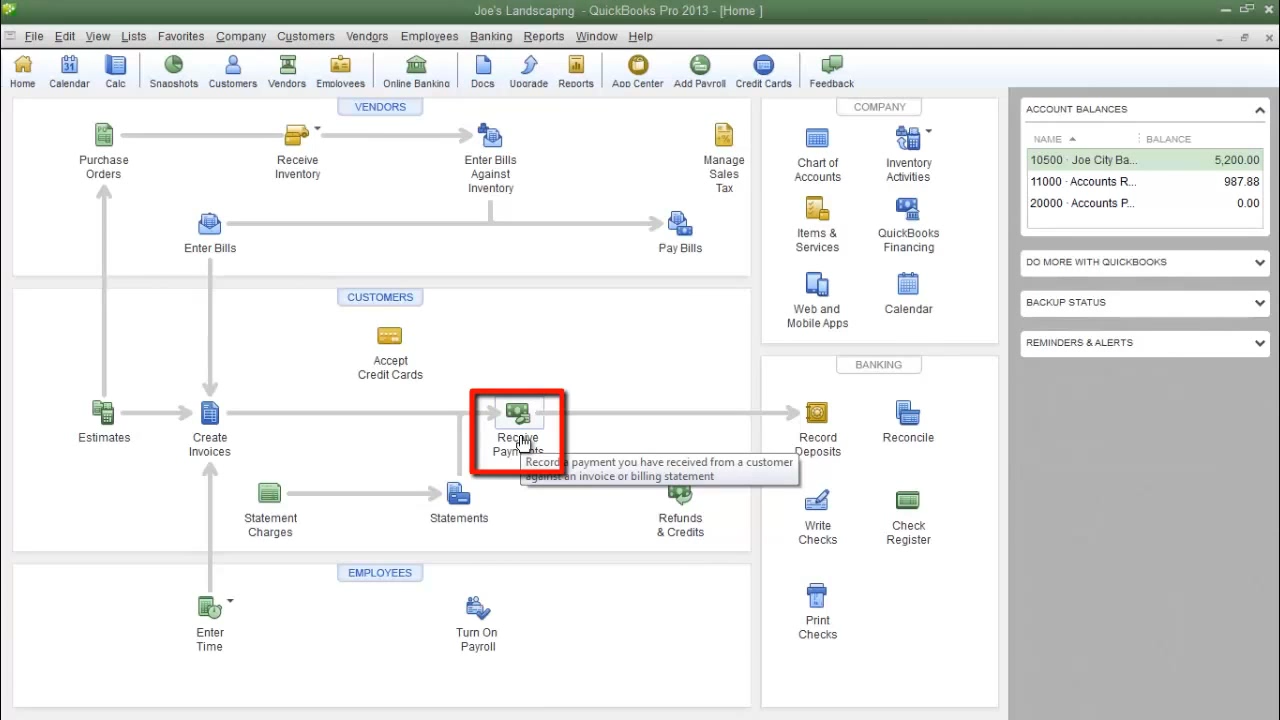 Joe's Landscaping - QuickBooks Pro 2013 - [Home ]
File Edit View Lists Favorites Company Customers Vendors Employees Banking Reports Window Help
Home Calendar Calc Snapshots Customers Vendors Employees Online Banking Docs Upgrade Reports App Center Add Payroll Credit Cards Feedback
31
VENDORS
Purchase
Orders
Receive
Inventory
Enter Bills
Against
Inventory
Manage
Sales
Tax
Enter Bills
Pay Bills
CUSTOMERS
Accept
Credit Cards
Estimates
Create
Invoices
Receive
Payments
Record a payment you have received from a customer
against an invoice or billing statement
Statement
Charges
Statements
Refunds
& Credits
EMPLOYEES
Enter
Time
Turn On
Payroll
COMPANY
Chart of
Accounts
Inventory
Activities
Items &
Services
QuickBooks
Financing
Web and
Mobile Apps
Calendar
BANKING
Record
Deposits
Reconcile
Write
Checks
Check
Register
Print
Checks
ACCOUNT BALANCES
NAME BALANCE
10500 · Joe City Ba... 5,200.00
11000 · Accounts R... 987.88
20000 · Accounts P... 0.00
DO MORE WITH QUICKBOOKS
BACKUP STATUS
REMINDERS & ALERTS